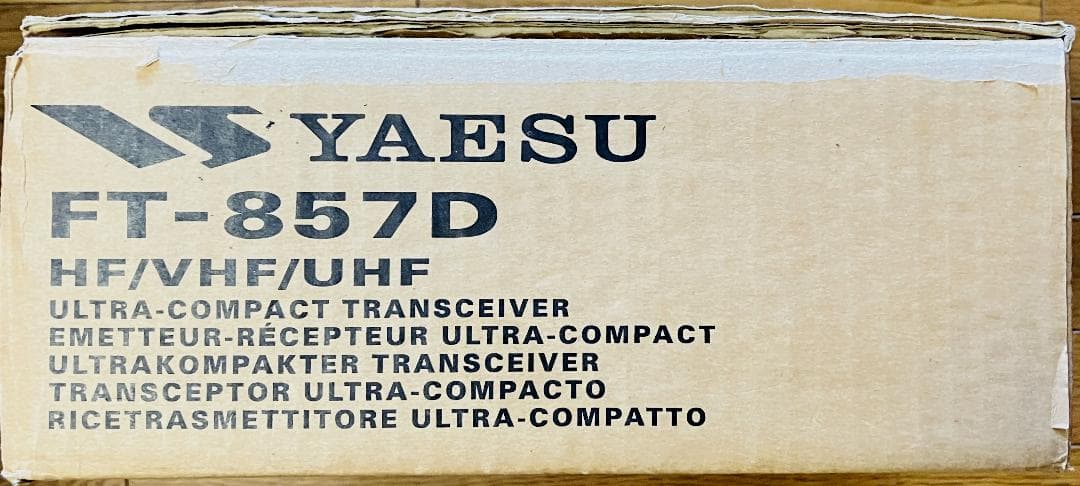 YAESU
FT-857D
HF/VHF/UHF
ULTRA-COMPACT TRANSCEIVER
EMETTEUR-RÉCEPTEUR ULTRA-COMPACT
ULTRAKOMPAKTER TRANSCEIVER
TRANSCEPTOR ULTRA-COMPACTO
RICETRASMETTITORE ULTRA-COMPATTO